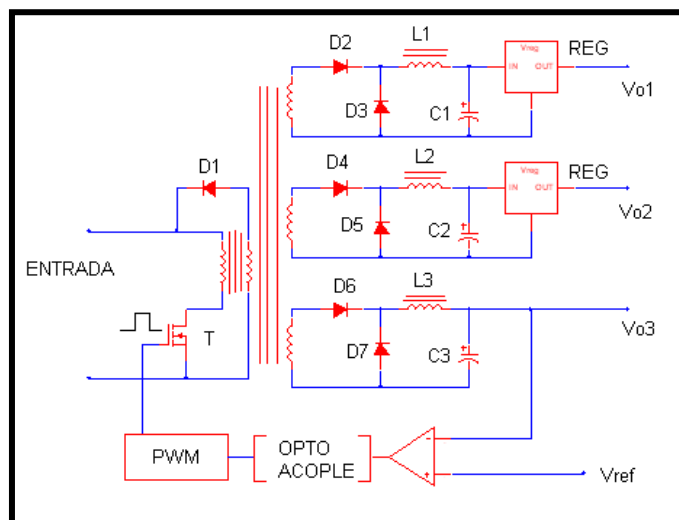 D2
L1
Vreg
IN OUT
REG
Vo1
D3
C1
D1
D4
L2
Vreg
IN OUT
REG
Vo2
D5
C2
ENTRADA
D6
L3
T
Vo3
D7
C3
PWM
OPTO
ACOPLE
-
+
Vref